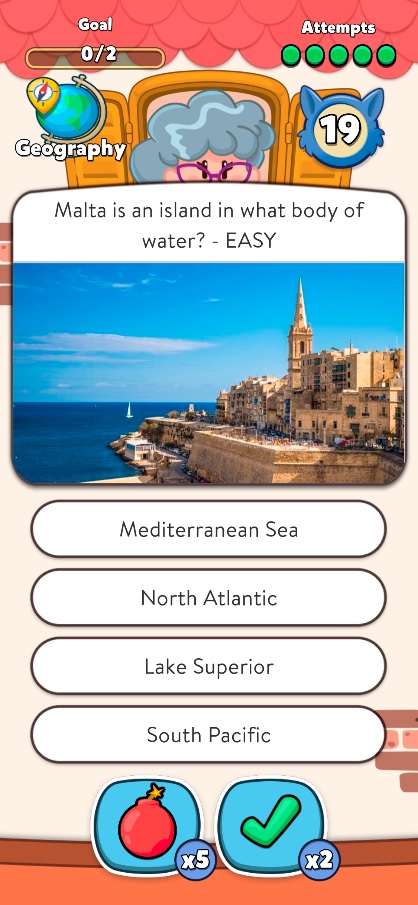 Goal
Attempts
0/2
19
Geography
Malta is an island in what body of
water? - EASY
Mediterranean Sea
North Atlantic
Lake Superior
South Pacific
x5
x2